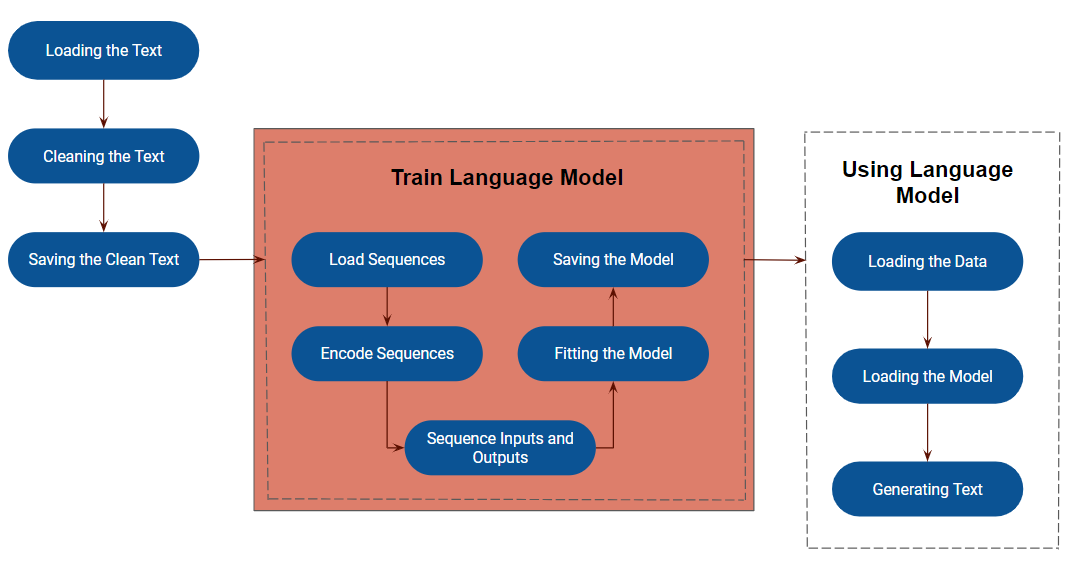 Loading the Text
Cleaning the Text
Saving the Clean Text
Train Language Model
Load Sequences
Encode Sequences
Sequence Inputs and
Outputs
Fitting the Model
Saving the Model
Using Language
Model
Loading the Data
Loading the Model
Generating Text